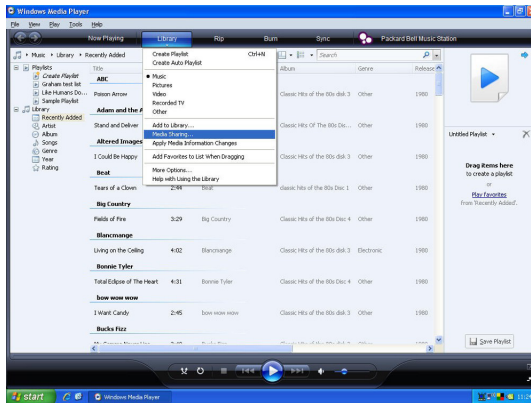 Windows Media Player
File View Play Tools Help
Now Playing Library Rip Burn Sync Packard Bell Music Station
Music Library Recently Added Search
Create Playlist Ctrl+N
Create Auto Playlist
Music
Pictures
Video
Recorded TV
Other
Add to Library...
Media Sharing...
Apply Media Information Changes
Add Favorites to List When Dragging
More Options...
Help with Using the Library
Playlists
Create Playlist
Graham test list
Like Humans Do...
Sample Playlist
Library
Recently Added
Artist
Album
Songs
Genre
Year
Rating
Title Album Genre Release
ABC
Poison Arrow Classic Hits of the 80s disk 3 Other 1980
Adam and the A
Stand and Deliver Classic Hits Of The 80s Dis... Other 1980
Altered Images
I Could Be Happy Classic Hits of the 80s disk 3 Other 1980
Beat
Tears of a Clown 2:44 Beat classic hits of the 80s Disc 1 Other 1980
Big Country
Fields of Fire 3:29 Big Country Classic Hits of the 80s Disc 4 Other 1980
Blancmange
Living on the Ceiling 4:02 Blancmange Classic Hits of the 80s disk 3 Electronic 1980
Bonnie Tyler
Total Eclipse of The Heart 4:31 Bonnie Tyler Classic Hits of the 80s Disc 4 Other 1980
bow wow wow
I Want Candy 2:45 bow wow wow Classic Hits of the 80s disk 3 Other 1980
Bucks Fizz
Untitled Playlist
Drag items here
to create a playlist
or
Play favorites
from 'Recently Added'.
Save Playlist
start Windows Media Player